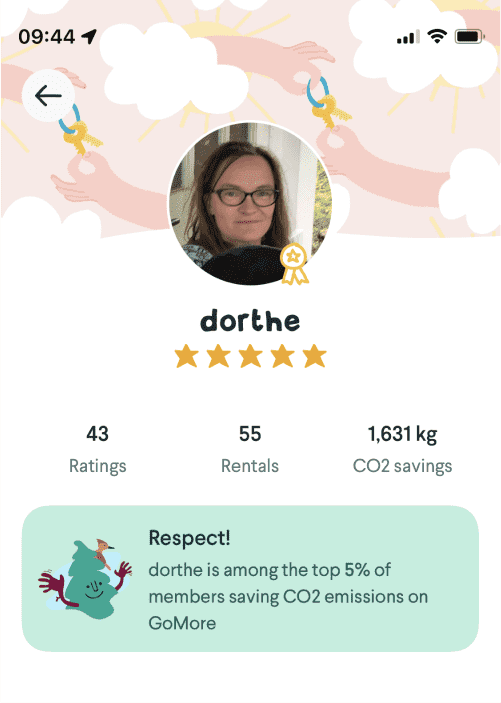 09:44
dorthe
43
55
1,631 kg
Ratings
Rentals
CO2 savings
Respect!
dorthe is among the top 5% of
members saving CO2 emissions on
GoMore